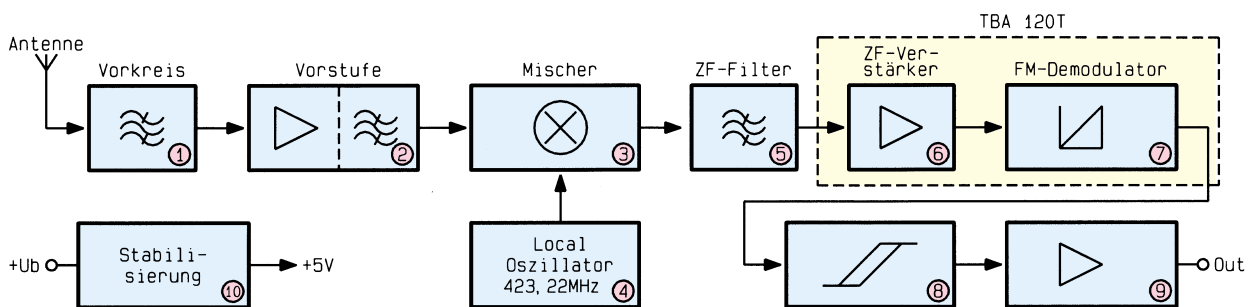 TBA 120T
Antenne
Vorkreis
Vorstufe
Mischer
ZF-Filter
ZF-Ver-
stärker
FM-Demodulator
1
2
3
5
6
7
+Ub
Stabili-
sierung
10
+5V
Local
Oszillator
423, 22MHz
4
8
9
Out